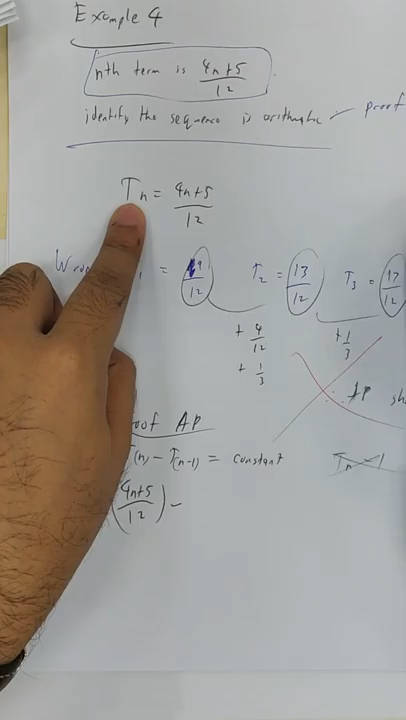 Example 4
nth term is 4n+5/12
identify the sequence is arithmetic proof
Tn = 4n+5/12
= 9/12 T2 = 13/12 T3 = 17/12
+ 4/12 + 1/3
+ 1/3
AP
AP
T(n) - T(n-1) = constant Tn-1
(4n+5/12) -